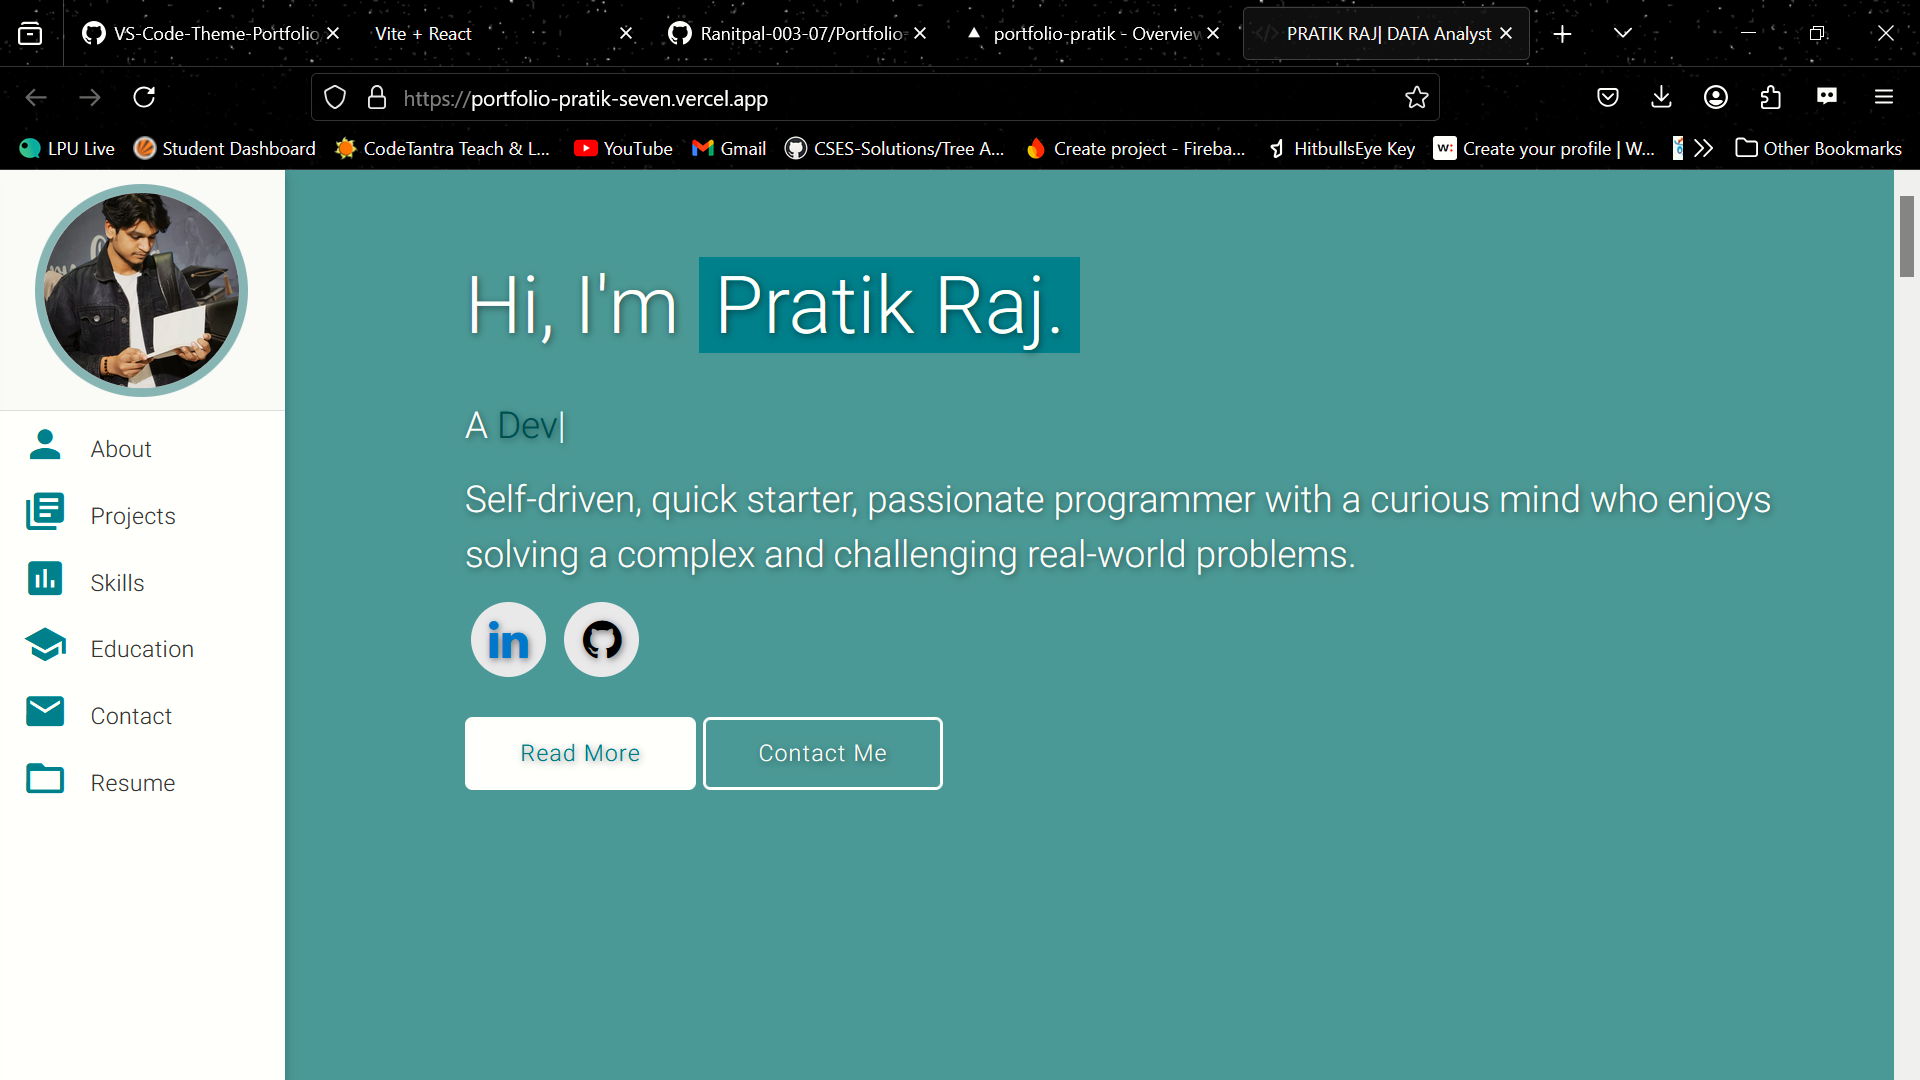 VS-Code-Theme-Portfolio
Vite + React
Ranitpal-003-07/Portfolio
portfolio-pratik - Overview
PRATIK RAJ| DATA Analyst
https://portfolio-pratik-seven.vercel.app
LPU Live
Student Dashboard
CodeTantra Teach & L...
YouTube
Gmail
CSES-Solutions/Tree A...
Create project - Fireba...
HitbullsEye Key
w:
Create your profile | W...
Other Bookmarks
Hi, I'm Pratik Raj.
A Dev|
Self-driven, quick starter, passionate programmer with a curious mind who enjoys
solving a complex and challenging real-world problems.
in
Read More
Contact Me
About
Projects
Skills
Education
Contact
Resume